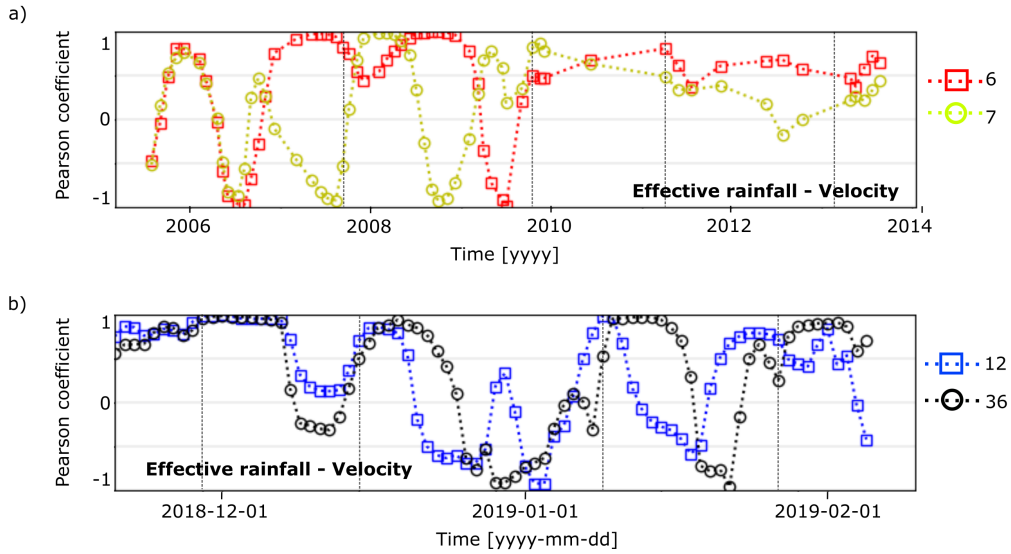 a)
Pearson coefficient
1
0
-1
Effective rainfall - Velocity
2006 2008 2010 2012 2014
Time [yyyy]
6
7
b)
Pearson coefficient
1
0
-1
Effective rainfall - Velocity
2018-12-01 2019-01-01 2019-02-01
Time [yyyy-mm-dd]
12
36